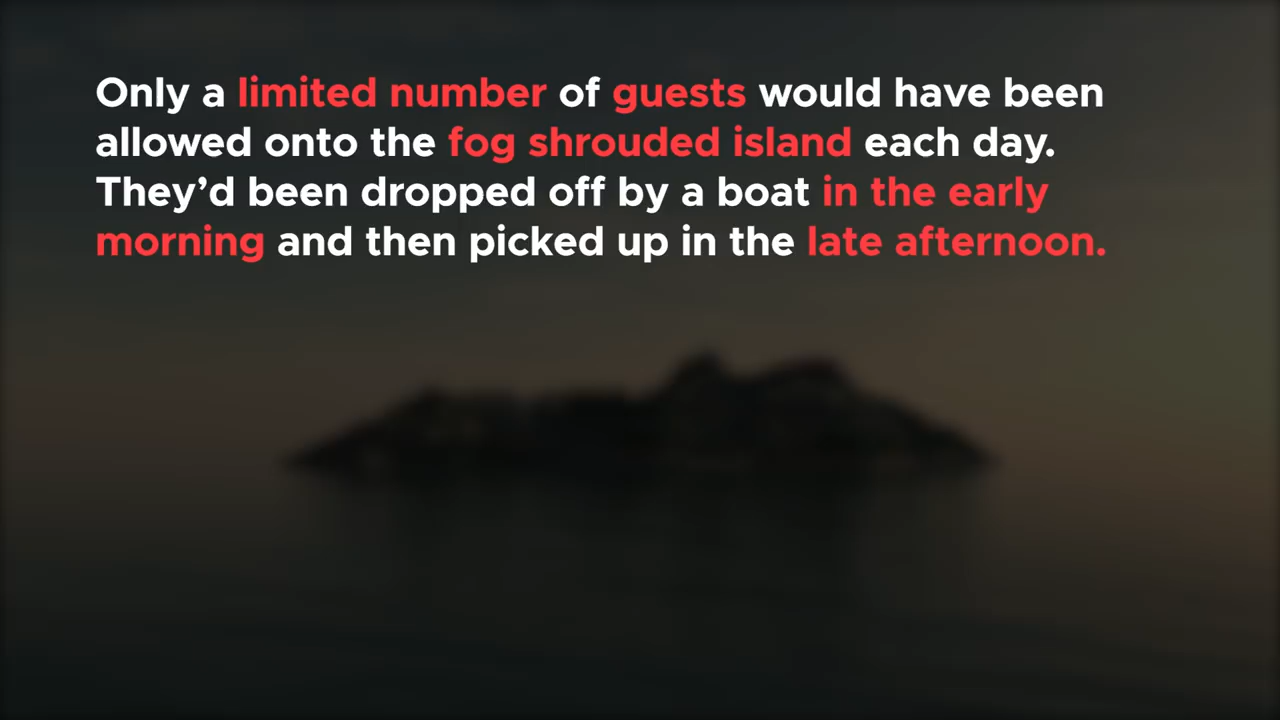 Only a limited number of guests would have been
allowed onto the fog shrouded island each day.
They’d been dropped off by a boat in the early
morning and then picked up in the late afternoon.